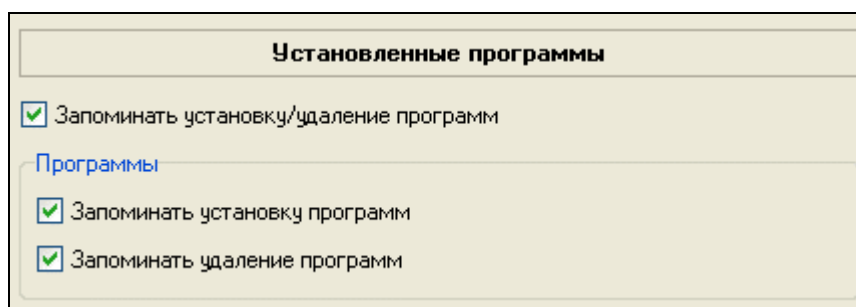 Установленные программы
Запоминать установку/удаление программ
Программы
Запоминать установку программ
Запоминать удаление программ